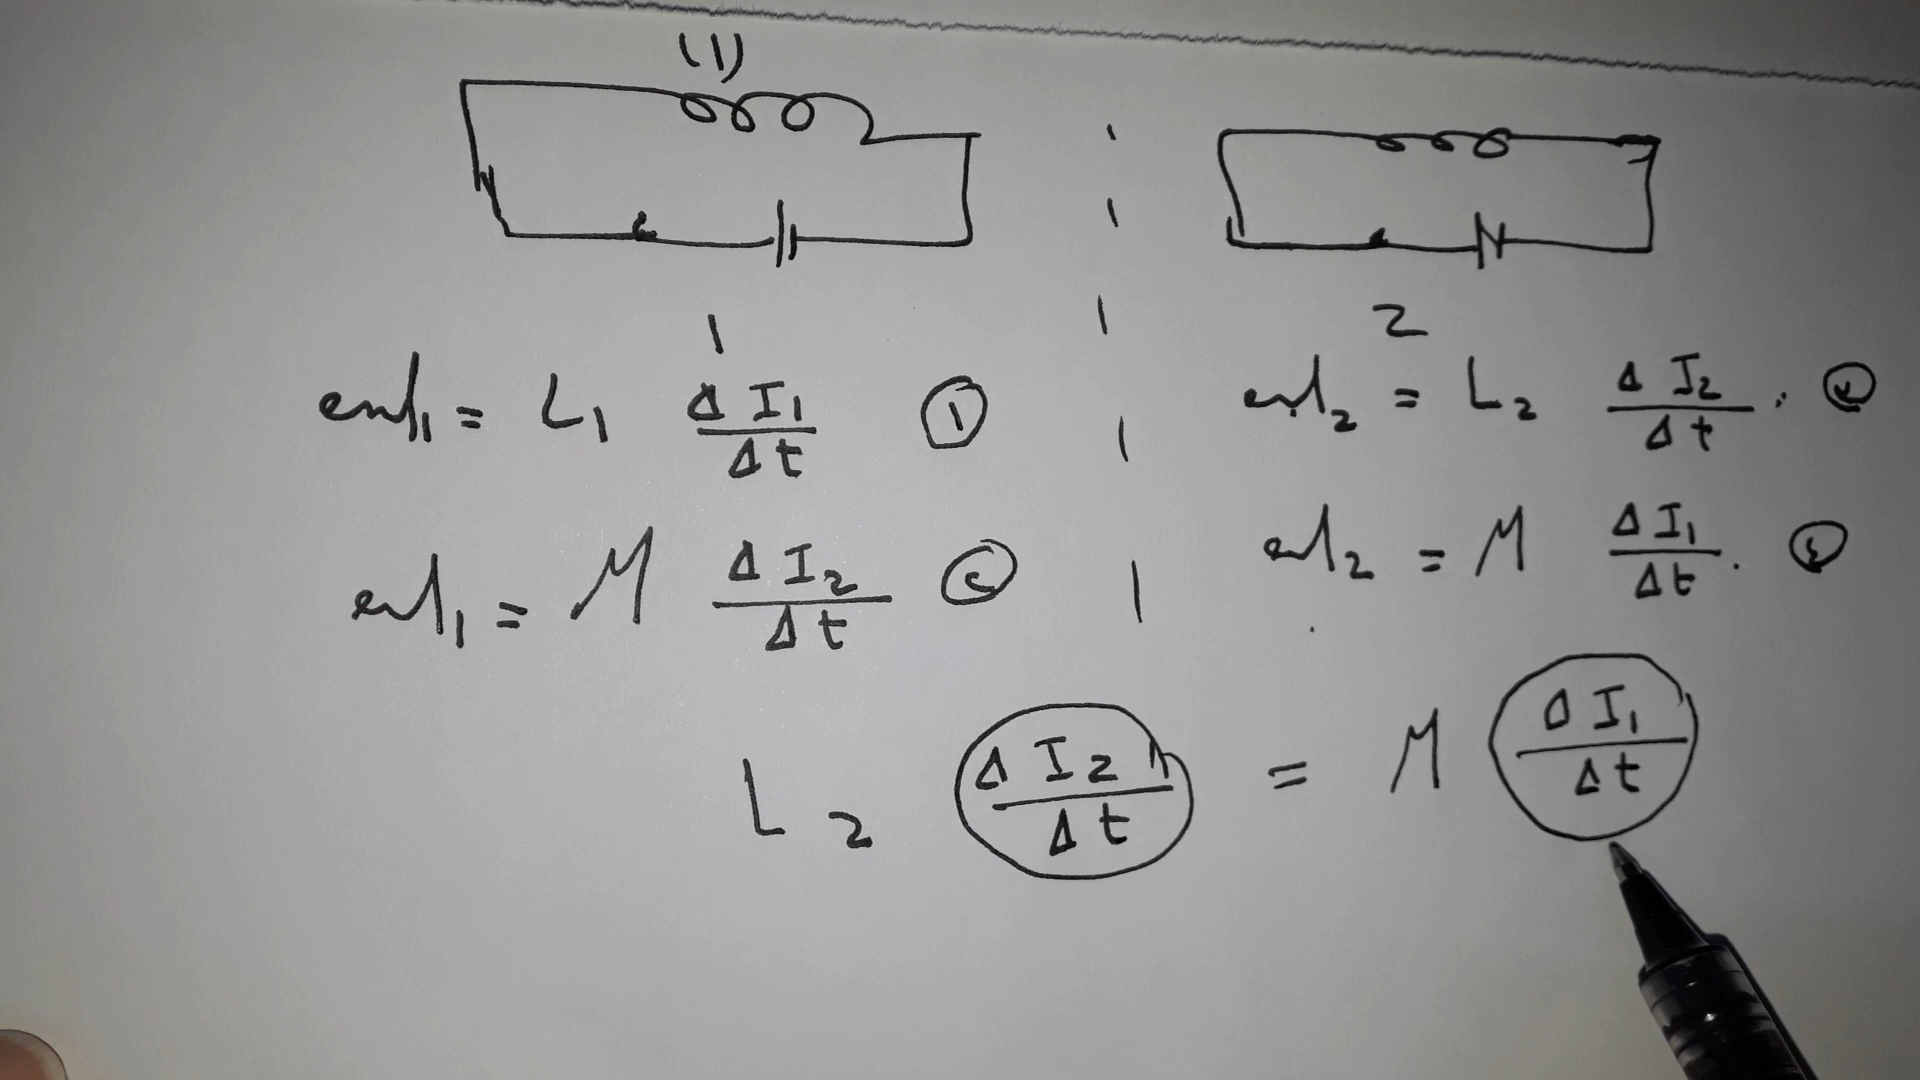 (1)
1
2
emf₁ = L₁ ΔI₁/Δt ①
emf₂ = L₂ ΔI₂/Δt .
emf₁ = M ΔI₂/Δt
emf₂ = M ΔI₁/Δt .
L₂ ΔI₂/Δt = M ΔI₁/Δt